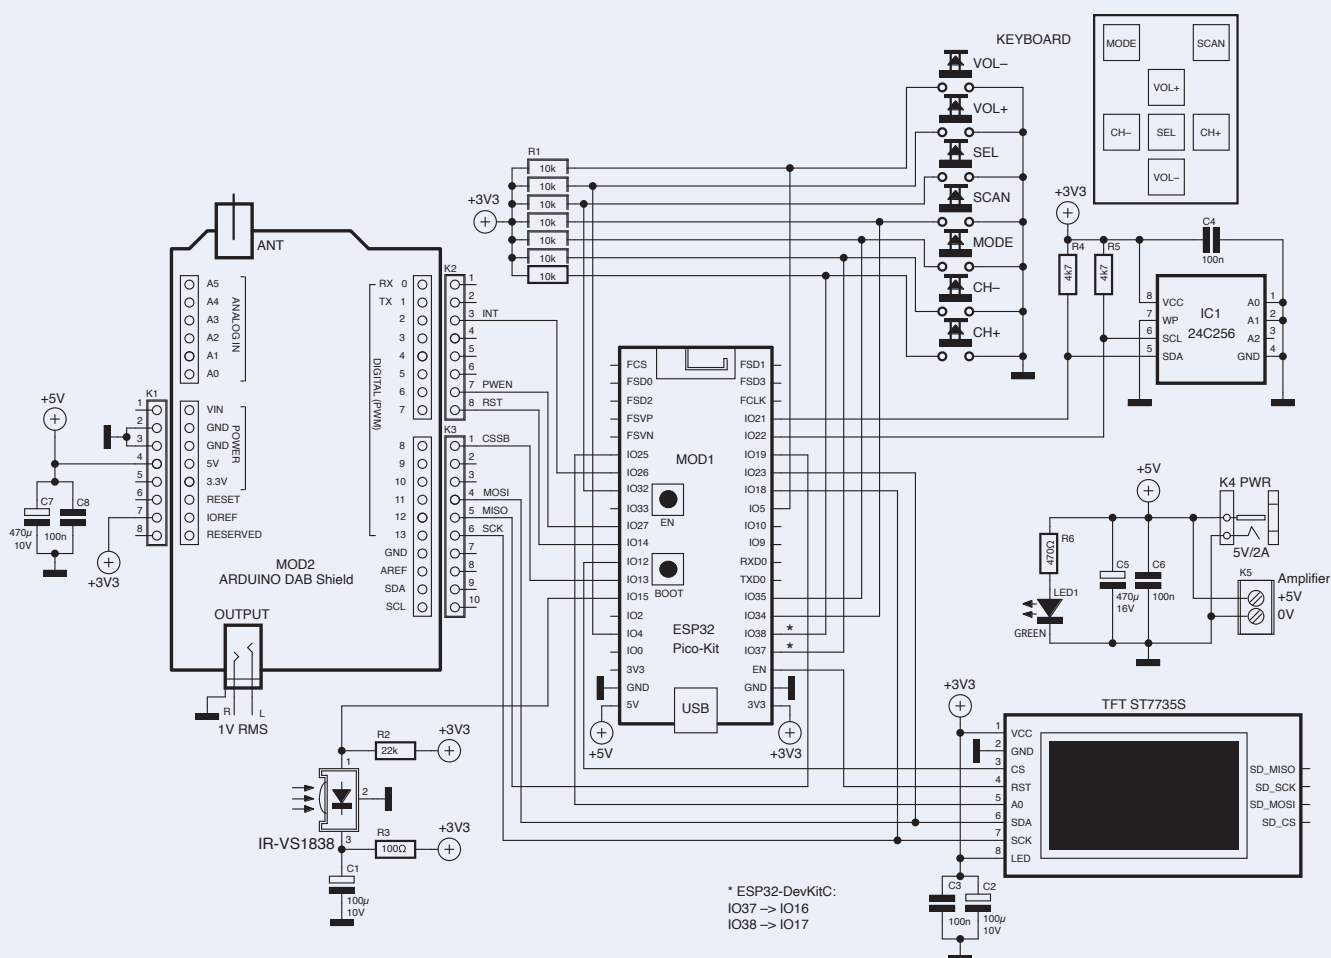 KEYBOARD
VOL–
VOL+
SEL
SCAN
MODE
CH–
CH+
MODE
SCAN
VOL+
CH–
SEL
CH+
VOL–
R1
10k
10k
10k
10k
10k
10k
10k
+3V3
ANT
A5
A4
A3
A2
A1
A0
ANALOG IN
K1
1
2
3
4
5
6
7
8
VIN
GND
GND
5V
3.3V
RESET
IOREF
RESERVED
POWER
+5V
C7
470µ
10V
C8
100n
+3V3
RX 0
TX 1
2
3
4
5
6
7
DIGITAL (PWM)
8
9
10
11
12
13
GND
AREF
SDA
SCL
K2
1
2
3 INT
4
5
6
7 PWEN
8 RST
K3
1 CSSB
2
3
4 MOSI
5 MISO
6 SCK
7
8
9
10
MOD2
ARDUINO DAB Shield
OUTPUT
R
L
1V RMS
FCS
FSD0
FSD2
FSVP
FSVN
IO25
IO26
IO32
IO33
IO27
IO14
IO12
IO13
IO15
IO2
IO4
IO0
3V3
GND
5V
MOD1
EN
BOOT
ESP32
Pico-Kit
USB
FSD1
FSD3
FCLK
IO21
IO22
IO19
IO23
IO18
IO5
IO10
IO9
RXD0
TXD0
IO35
IO34
IO38 *
IO37 *
EN
GND
3V3
+5V
+3V3
+3V3
R4
4k7
R5
4k7
C4
100n
IC1
24C256
8 VCC
7 WP
6 SCL
5 SDA
A0 1
A1 2
A2 3
GND 4
+5V
K4 PWR
5V/2A
R6
470Ω
LED1
GREEN
C5
470µ
16V
C6
100n
K5
Amplifier
+5V
0V
+3V3
TFT ST7735S
1 VCC
2 GND
3 CS
4 RST
5 A0
6 SDA
7 SCK
8 LED
SD_MISO
SD_SCK
SD_MOSI
SD_CS
C3
100n
C2
100µ
10V
R2
22k
+3V3
1
2
3
IR-VS1838
R3
100Ω
+3V3
C1
100µ
10V
* ESP32-DevKitC:
IO37 –> IO16
IO38 –> IO17